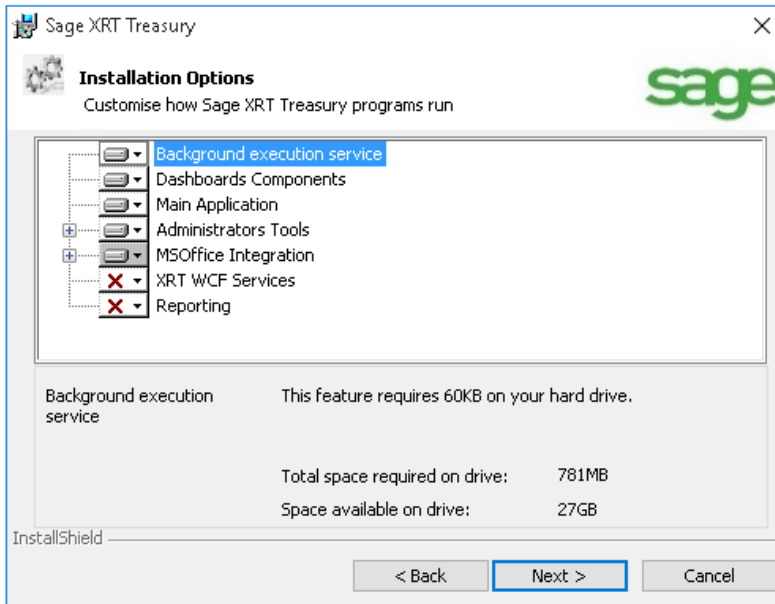 Sage XRT Treasury
Installation Options
Customise how Sage XRT Treasury programs run
sage
Background execution service
Dashboards Components
Main Application
Administrators Tools
MSOffice Integration
XRT WCF Services
Reporting
Background execution
service
This feature requires 60KB on your hard drive.
Total space required on drive: 781MB
Space available on drive: 27GB
InstallShield
< Back
Next >
Cancel